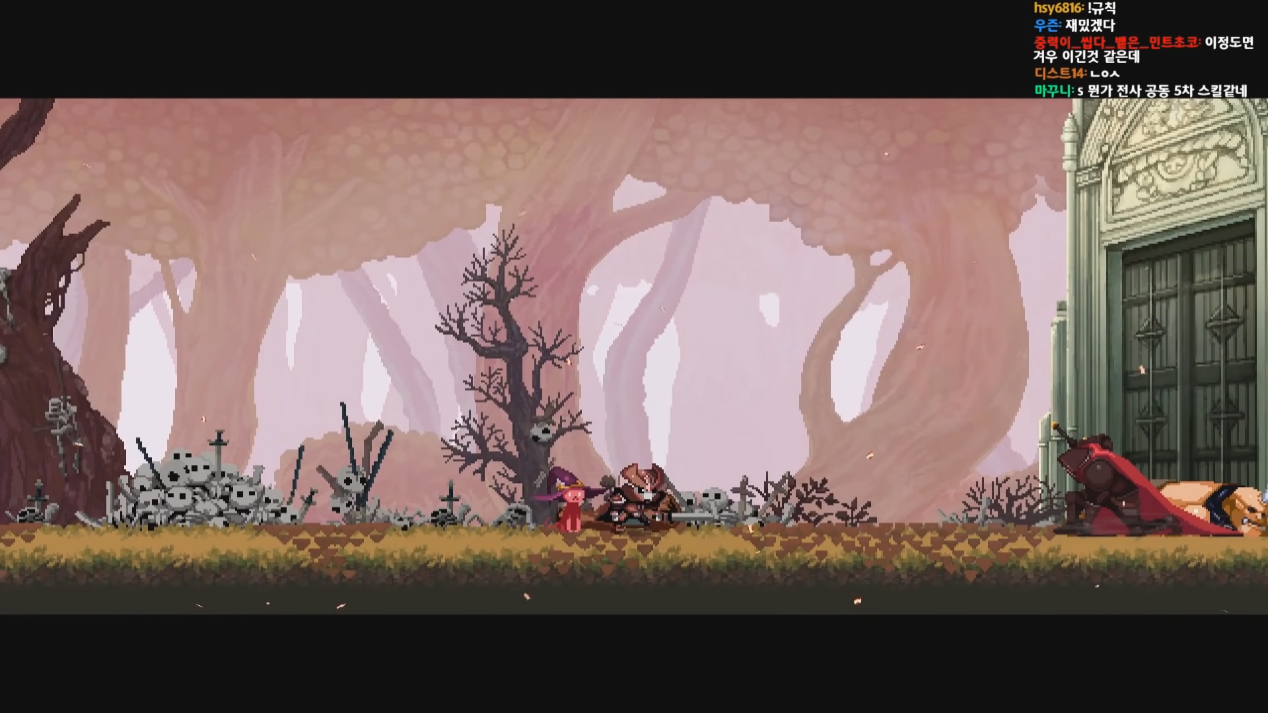 hsy6816: !규칙
우즌: 재밌겠다
중력이_씹다_뱉은_민트초코: 이정도면
겨우 이긴것 같은데
디스트14: ㄴㅇㅅ
마꾸니: s 뭔가 전사 공동 5차 스킬같네